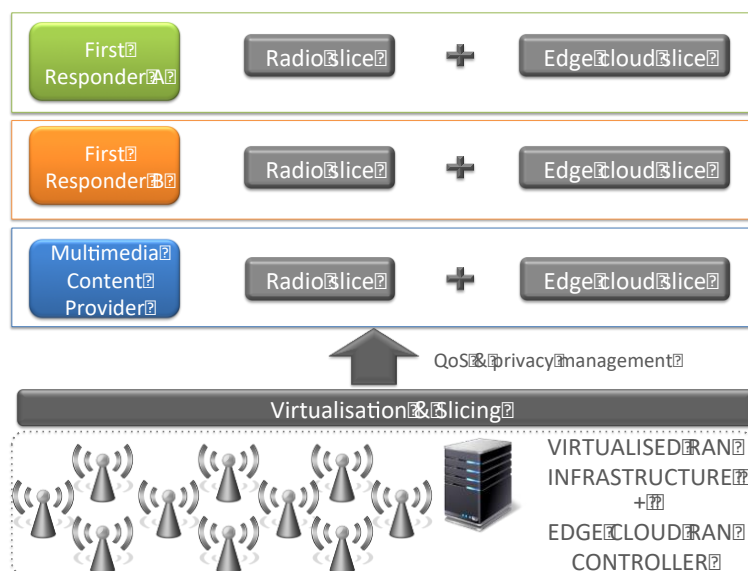 First
Responder A
Radio slice
+
Edge cloud slice
First
Responder B
Radio slice
+
Edge cloud slice
Multimedia
Content
Provider
Radio slice
+
Edge cloud slice
QoS & privacy management
Virtualisation & Slicing
VIRTUALISED RAN
INFRASTRUCTURE
+
EDGE CLOUD RAN
CONTROLLER